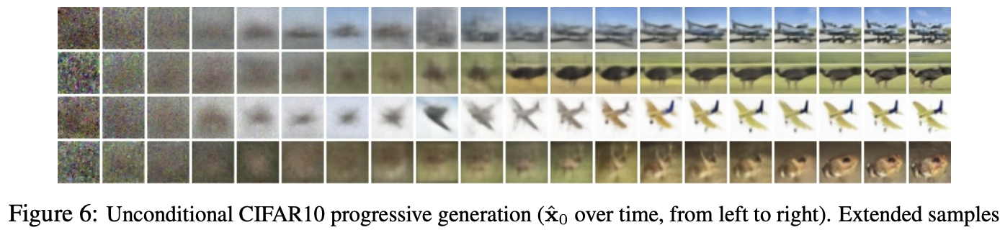 Figure 6: Unconditional CIFAR10 progressive generation (x̂₀ over time, from left to right). Extended samples